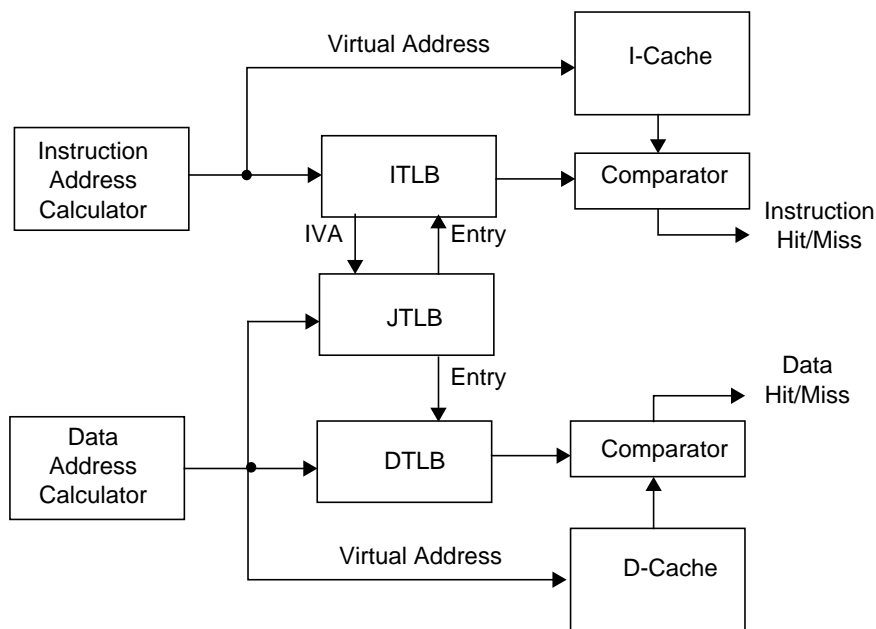 Virtual Address
I-Cache
Instruction
Address
Calculator
ITLB
Comparator
IVA
Entry
Instruction
Hit/Miss
JTLB
Entry
Data
Hit/Miss
Data
Address
Calculator
DTLB
Comparator
Virtual Address
D-Cache